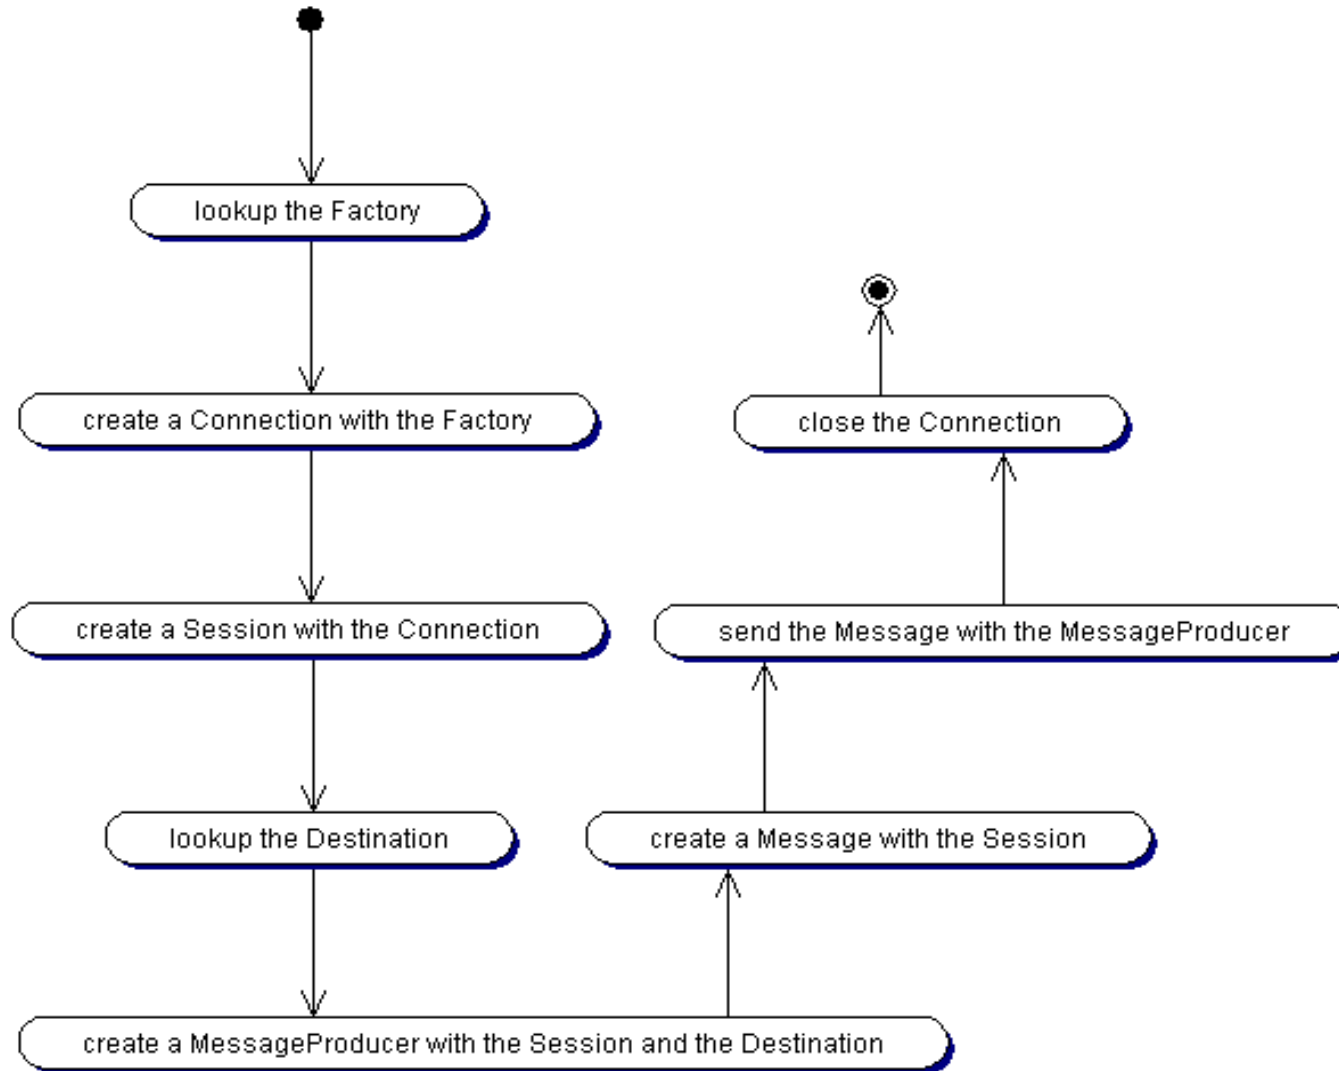 lookup the Factory
create a Connection with the Factory
create a Session with the Connection
lookup the Destination
create a MessageProducer with the Session and the Destination
create a Message with the Session
send the Message with the MessageProducer
close the Connection